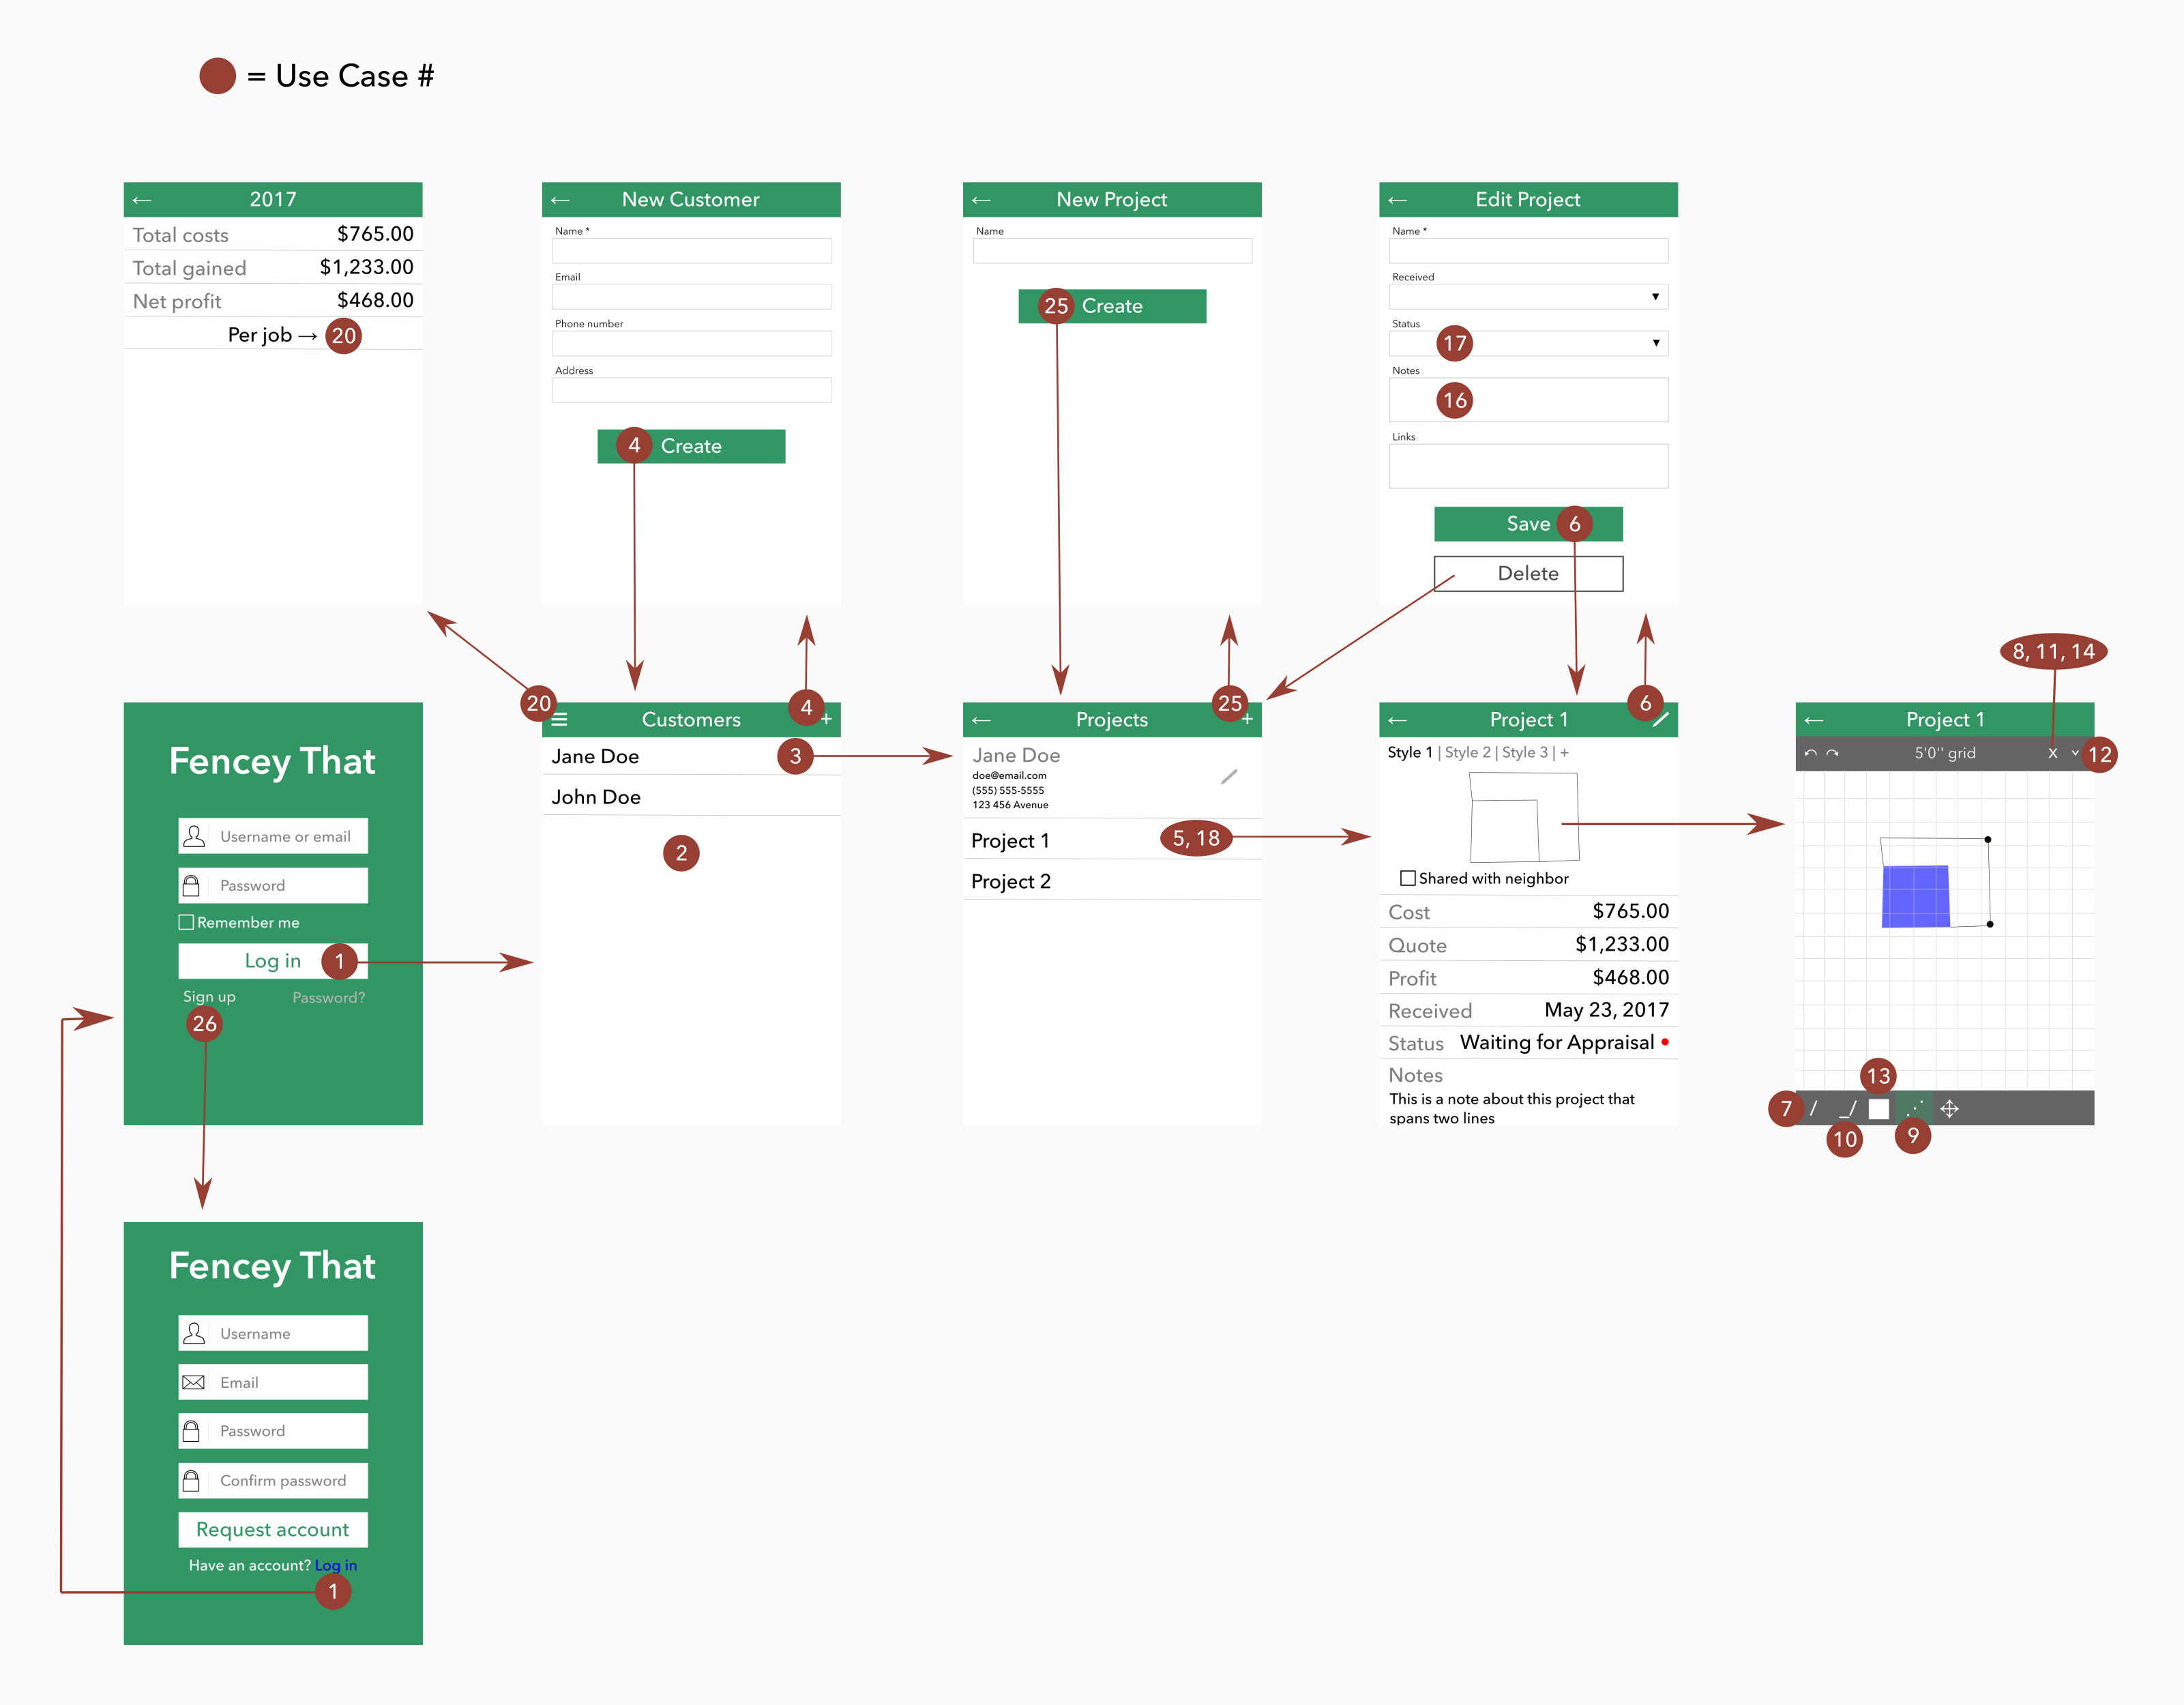 = Use Case #
← 2017
Total costs $765.00
Total gained $1,233.00
Net profit $468.00
Per job → 20
← New Customer
Name *
Email
Phone number
Address
4 Create
← New Project
Name
25 Create
← Edit Project
Name *
Received
▼
Status
17 ▼
Notes
16
Links
Save 6
Delete
Fencey That
Username or email
Password
Remember me
Log in 1
Sign up Password?
26
20 4
Customers +
Jane Doe 3
John Doe
2
25
← Projects +
Jane Doe
doe@email.com
(555) 555-5555
123 456 Avenue
5, 18
Project 1
Project 2
6
← Project 1
Style 1 | Style 2 | Style 3 | +
Shared with neighbor
Cost $765.00
Quote $1,233.00
Profit $468.00
Received May 23, 2017
Status Waiting for Appraisal
Notes
This is a note about this project that
spans two lines
8, 11, 14
← Project 1
5'0'' grid X 12
13
7 / _/
10 9
Fencey That
Username
Email
Password
Confirm password
Request account
Have an account? Log in
1